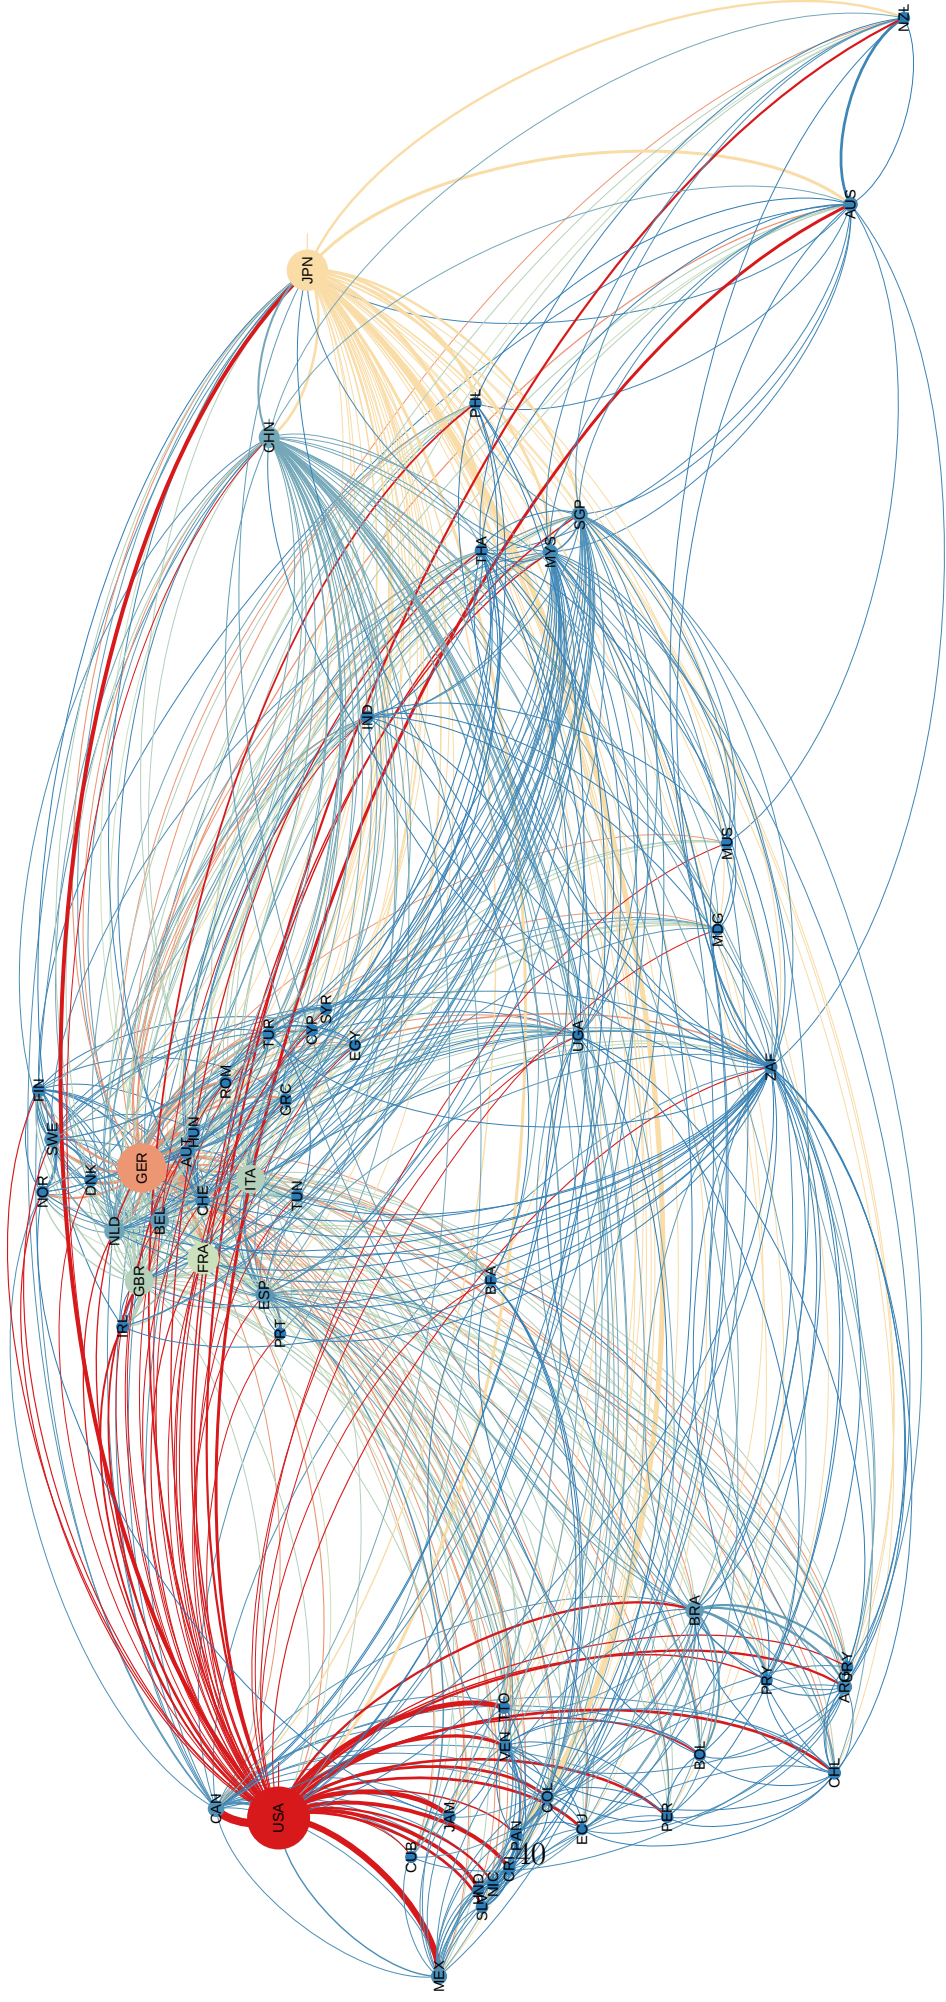 NZL
AUS
JPN
PHL
CHN
SGP
THA
MYS
IND
MUS
MDG
SYR
CYP
TUR
EGY
UGA
ZAF
ROM
FIN
GRC
HUN
SWE
AUT
GER
DNK
ITA
NOR
CHE
TUN
BEL
NLD
FRA
GBR
BFA
ESP
IRL
PRT
BRA
URY
PRY
ARG
TTO
VEN
BOL
CHL
COL
CAN
USA
JAM
PER
ECU
PAN
40
CUB
CRI
NIC
HND
SLV
MEX